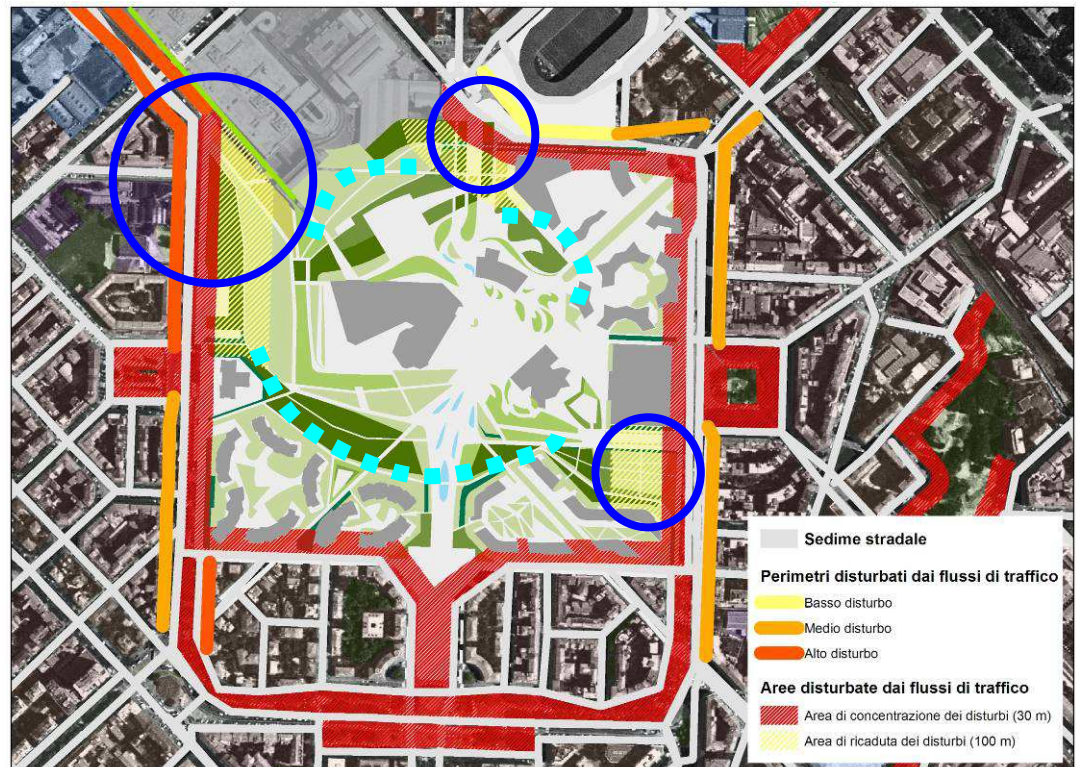 Sedime stradale
Perimetri disturbati dai flussi di traffico
Basso disturbo
Medio disturbo
Alto disturbo
Aree disturbate dai flussi di traffico
Area di concentrazione dei disturbi (30 m)
Area di ricaduta dei disturbi (100 m)